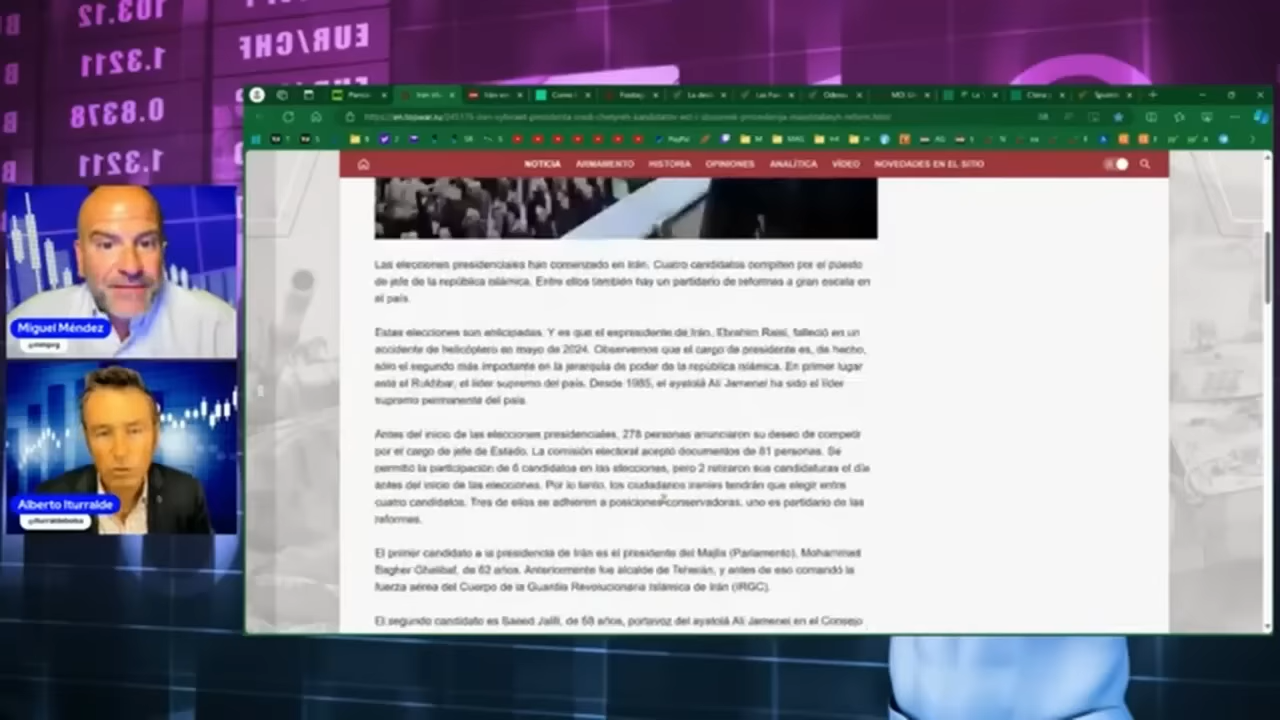 103.12
EUR/CHF
1.3211
0.8378
1.3211
Miguel Méndez
@mmprg
Alberto Iturralde
@iturraldebolsa
NOTICIA ARMAMENTO HISTORIA OPINIONES ANALÍTICA VÍDEO NOVEDADES EN EL SITIO
Las elecciones presidenciales han comenzado en Irán. Cuatro candidatos compiten por el puesto
de jefe de la república islámica. Entre ellos también hay un partidario de reformas a gran escala en
el país.
Estas elecciones son anticipadas. Y es que el expresidente de Irán, Ebrahim Raisi, falleció en un
accidente de helicóptero en mayo de 2024. Observemos que el cargo de presidente es, de hecho,
sólo el segundo más importante en la jerarquía de poder de la república islámica. En primer lugar
está el Rukhbar, el líder supremo del país. Desde 1985, el ayatolá Ali Jamenei ha sido el líder
supremo permanente del país.
Antes del inicio de las elecciones presidenciales, 278 personas anunciaron su deseo de competir
por el cargo de jefe de Estado. La comisión electoral aceptó documentos de 81 personas. Se
permitió la participación de 6 candidatos en las elecciones, pero 2 retiraron sus candidaturas el día
antes del inicio de las elecciones. Por lo tanto, los ciudadanos iraníes tendrán que elegir entre
cuatro candidatos. Tres de ellos se adhieren a posiciones conservadoras, uno es partidario de las
reformas.
El primer candidato a la presidencia de Irán es el presidente del Majlis (Parlamento), Mohammad
Bagher Ghalibaf, de 62 años. Anteriormente fue alcalde de Teherán, y antes de eso comandó la
fuerza aérea del Cuerpo de la Guardia Revolucionaria Islámica de Irán (IRGC).
El segundo candidato es Saeed Jalili, de 58 años, portavoz del ayatolá Ali Jamenei en el Consejo